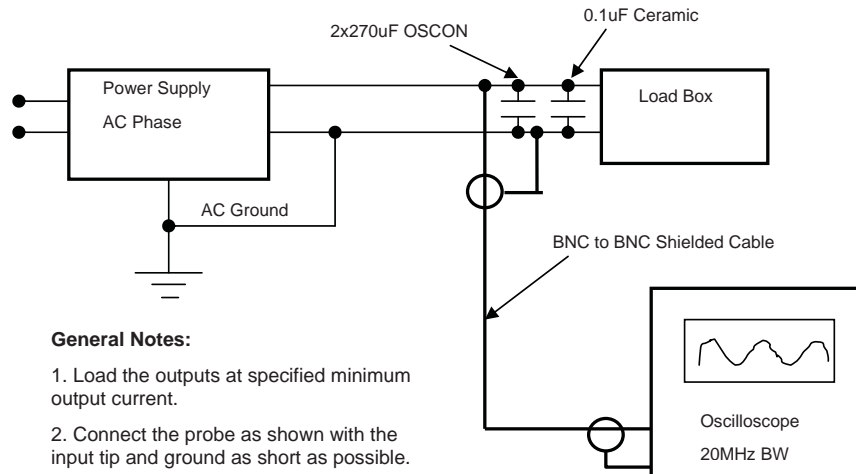 2x270uF OSCON
0.1uF Ceramic
Power Supply
AC Phase
Load Box
AC Ground
BNC to BNC Shielded Cable
General Notes:
1. Load the outputs at specified minimum
output current.
2. Connect the probe as shown with the
input tip and ground as short as possible.
Oscilloscope
20MHz BW